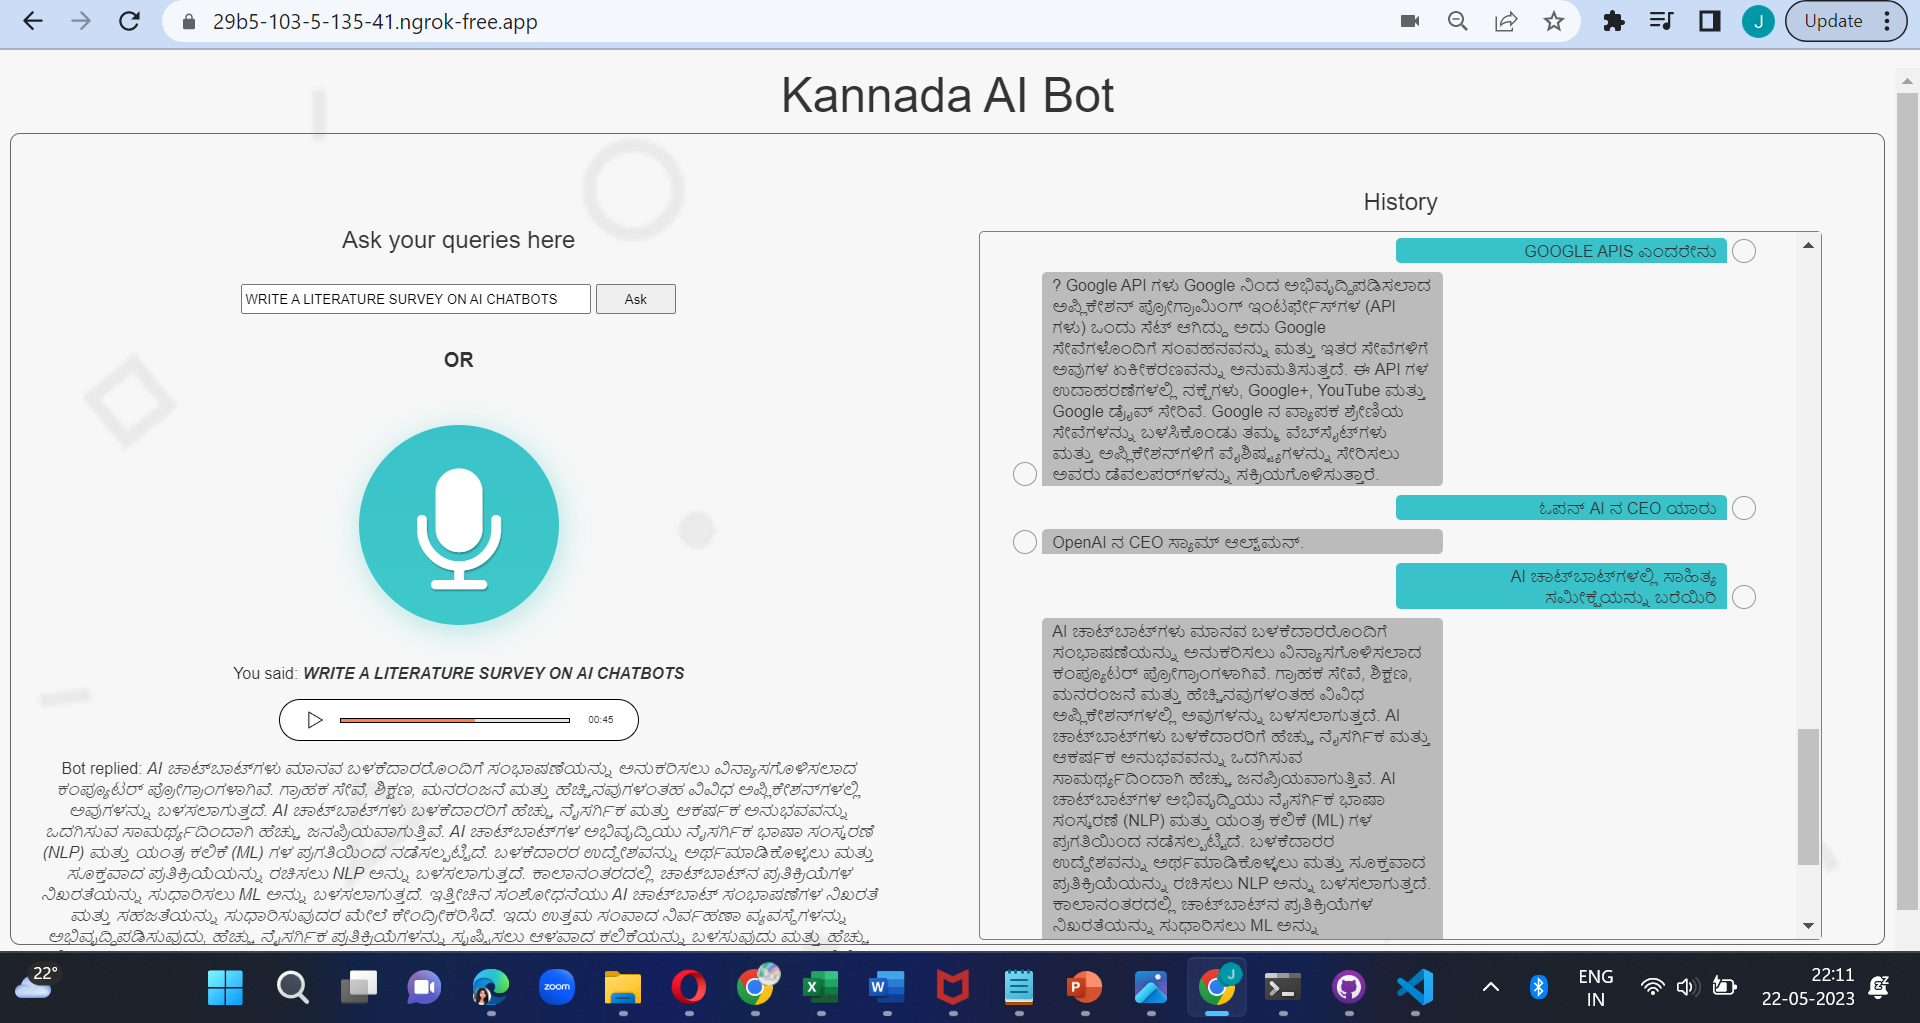 29b5-103-5-135-41.ngrok-free.app
J
Update
Kannada AI Bot
Ask your queries here
WRITE A LITERATURE SURVEY ON AI CHATBOTS
Ask
OR
You said: WRITE A LITERATURE SURVEY ON AI CHATBOTS
00:45
Bot replied: AI ಚಾಟ್‌ಬಾಟ್‌ಗಳು ಮಾನವ ಬಳಕೆದಾರರೊಂದಿಗೆ ಸಂಭಾಷಣೆಯನ್ನು ಅನುಕರಿಸಲು ವಿನ್ಯಾಸಗೊಳಿಸಲಾದ
ಕಂಪ್ಯೂಟರ್ ಪ್ರೋಗ್ರಾಂಗಳಾಗಿವೆ. ಗ್ರಾಹಕ ಸೇವೆ, ಶಿಕ್ಷಣ, ಮನರಂಜನೆ ಮತ್ತು ಹೆಚ್ಚಿನವುಗಳಂತಹ ವಿವಿಧ ಅಪ್ಲಿಕೇಶನ್‌ಗಳಲ್ಲಿ
ಅವುಗಳನ್ನು ಬಳಸಲಾಗುತ್ತದೆ. AI ಚಾಟ್‌ಬಾಟ್‌ಗಳು ಬಳಕೆದಾರರಿಗೆ ಹೆಚ್ಚು ನೈಸರ್ಗಿಕ ಮತ್ತು ಆಕರ್ಷಕ ಅನುಭವವನ್ನು
ಒದಗಿಸುವ ಸಾಮರ್ಥ್ಯದಿಂದಾಗಿ ಹೆಚ್ಚು ಜನಪ್ರಿಯವಾಗುತ್ತಿವೆ. AI ಚಾಟ್‌ಬಾಟ್‌ಗಳ ಅಭಿವೃದ್ಧಿಯು ನೈಸರ್ಗಿಕ ಭಾಷಾ ಸಂಸ್ಕರಣೆ
(NLP) ಮತ್ತು ಯಂತ್ರ ಕಲಿಕೆ (ML) ಗಳ ಪ್ರಗತಿಯಿಂದ ನಡೆಸಲ್ಪಟ್ಟಿದೆ. ಬಳಕೆದಾರರ ಉದ್ದೇಶವನ್ನು ಅರ್ಥಮಾಡಿಕೊಳ್ಳಲು ಮತ್ತು
ಸೂಕ್ತವಾದ ಪ್ರತಿಕ್ರಿಯೆಯನ್ನು ರಚಿಸಲು NLP ಅನ್ನು ಬಳಸಲಾಗುತ್ತದೆ. ಕಾಲಾನಂತರದಲ್ಲಿ ಚಾಟ್‌ಬಾಟ್‌ನ ಪ್ರತಿಕ್ರಿಯೆಗಳ
ನಿಖರತೆಯನ್ನು ಸುಧಾರಿಸಲು ML ಅನ್ನು ಬಳಸಲಾಗುತ್ತದೆ. ಇತ್ತೀಚಿನ ಸಂಶೋಧನೆಯು AI ಚಾಟ್‌ಬಾಟ್ ಸಂಭಾಷಣೆಗಳ ನಿಖರತೆ
ಮತ್ತು ಸಹಜತೆಯನ್ನು ಸುಧಾರಿಸುವುದರ ಮೇಲೆ ಕೇಂದ್ರೀಕರಿಸಿದೆ. ಇದು ಉತ್ತಮ ಸಂವಾದ ನಿರ್ವಹಣಾ ವ್ಯವಸ್ಥೆಗಳನ್ನು
ಅಭಿವೃದ್ಧಿಪಡಿಸುವುದು, ಹೆಚ್ಚು ನೈಸರ್ಗಿಕ ಪ್ರತಿಕ್ರಿಯೆಗಳನ್ನು ಸೃಷ್ಟಿಸಲು ಆಳವಾದ ಕಲಿಕೆಯನ್ನು ಬಳಸುವುದು ಮತ್ತು ಹೆಚ್ಚು
History
GOOGLE APIS ಎಂದರೇನು
? Google API ಗಳು Google ನಿಂದ ಅಭಿವೃದ್ಧಿಪಡಿಸಲಾದ
ಅಪ್ಲಿಕೇಶನ್ ಪ್ರೋಗ್ರಾಮಿಂಗ್ ಇಂಟರ್ಫೇಸ್‌ಗಳ (API
ಗಳು) ಒಂದು ಸೆಟ್ ಆಗಿದ್ದು ಅದು Google
ಸೇವೆಗಳೊಂದಿಗೆ ಸಂವಹನವನ್ನು ಮತ್ತು ಇತರ ಸೇವೆಗಳಿಗೆ
ಅವುಗಳ ಏಕೀಕರಣವನ್ನು ಅನುಮತಿಸುತ್ತದೆ. ಈ API ಗಳ
ಉದಾಹರಣೆಗಳಲ್ಲಿ ನಕ್ಷೆಗಳು, Google+, YouTube ಮತ್ತು
Google ಡ್ರೈವ್ ಸೇರಿವೆ. Google ನ ವ್ಯಾಪಕ ಶ್ರೇಣಿಯ
ಸೇವೆಗಳನ್ನು ಬಳಸಿಕೊಂಡು ತಮ್ಮ ವೆಬ್‌ಸೈಟ್‌ಗಳು
ಮತ್ತು ಅಪ್ಲಿಕೇಶನ್‌ಗಳಿಗೆ ವೈಶಿಷ್ಟ್ಯಗಳನ್ನು ಸೇರಿಸಲು
ಅವರು ಡೆವಲಪರ್‌ಗಳನ್ನು ಸಕ್ರಿಯಗೊಳಿಸುತ್ತಾರೆ.
ಓಪನ್ AI ನ CEO ಯಾರು
OpenAI ನ CEO ಸ್ಯಾಮ್ ಆಲ್ಟ್‌ಮನ್.
AI ಚಾಟ್‌ಬಾಟ್‌ಗಳಲ್ಲಿ ಸಾಹಿತ್ಯ
ಸಮೀಕ್ಷೆಯನ್ನು ಬರೆಯಿರಿ
AI ಚಾಟ್‌ಬಾಟ್‌ಗಳು ಮಾನವ ಬಳಕೆದಾರರೊಂದಿಗೆ
ಸಂಭಾಷಣೆಯನ್ನು ಅನುಕರಿಸಲು ವಿನ್ಯಾಸಗೊಳಿಸಲಾದ
ಕಂಪ್ಯೂಟರ್ ಪ್ರೋಗ್ರಾಂಗಳಾಗಿವೆ. ಗ್ರಾಹಕ ಸೇವೆ, ಶಿಕ್ಷಣ,
ಮನರಂಜನೆ ಮತ್ತು ಹೆಚ್ಚಿನವುಗಳಂತಹ ವಿವಿಧ
ಅಪ್ಲಿಕೇಶನ್‌ಗಳಲ್ಲಿ ಅವುಗಳನ್ನು ಬಳಸಲಾಗುತ್ತದೆ. AI
ಚಾಟ್‌ಬಾಟ್‌ಗಳು ಬಳಕೆದಾರರಿಗೆ ಹೆಚ್ಚು ನೈಸರ್ಗಿಕ ಮತ್ತು
ಆಕರ್ಷಕ ಅನುಭವವನ್ನು ಒದಗಿಸುವ
ಸಾಮರ್ಥ್ಯದಿಂದಾಗಿ ಹೆಚ್ಚು ಜನಪ್ರಿಯವಾಗುತ್ತಿವೆ. AI
ಚಾಟ್‌ಬಾಟ್‌ಗಳ ಅಭಿವೃದ್ಧಿಯು ನೈಸರ್ಗಿಕ ಭಾಷಾ
ಸಂಸ್ಕರಣೆ (NLP) ಮತ್ತು ಯಂತ್ರ ಕಲಿಕೆ (ML) ಗಳ
ಪ್ರಗತಿಯಿಂದ ನಡೆಸಲ್ಪಟ್ಟಿದೆ. ಬಳಕೆದಾರರ
ಉದ್ದೇಶವನ್ನು ಅರ್ಥಮಾಡಿಕೊಳ್ಳಲು ಮತ್ತು ಸೂಕ್ತವಾದ
ಪ್ರತಿಕ್ರಿಯೆಯನ್ನು ರಚಿಸಲು NLP ಅನ್ನು ಬಳಸಲಾಗುತ್ತದೆ.
ಕಾಲಾನಂತರದಲ್ಲಿ ಚಾಟ್‌ಬಾಟ್‌ನ ಪ್ರತಿಕ್ರಿಯೆಗಳ
ನಿಖರತೆಯನ್ನು ಸುಧಾರಿಸಲು ML ಅನ್ನು
22°
zoom
X
W
P
J
ENG
IN
22:11
22-05-2023